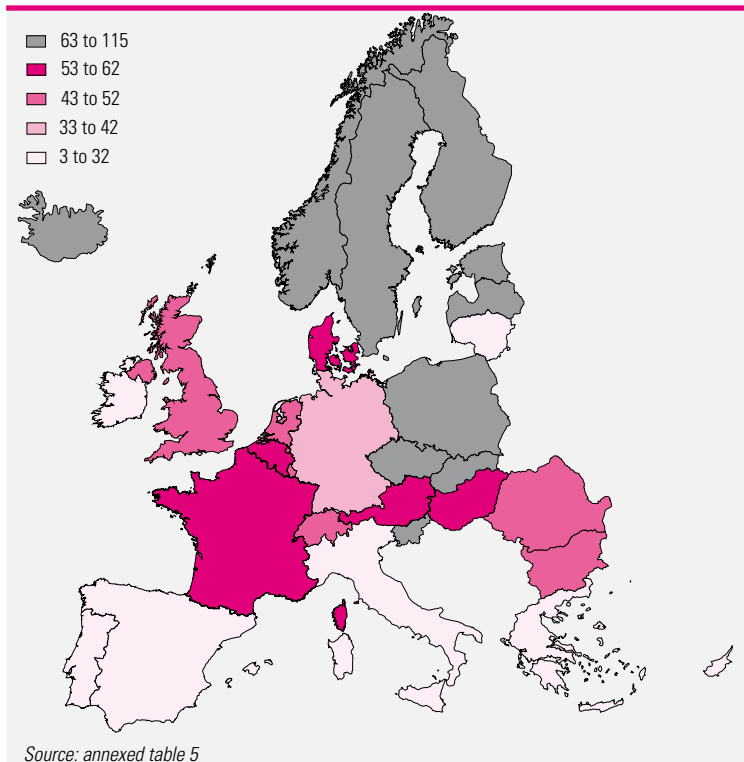 63 to 115
53 to 62
43 to 52
33 to 42
3 to 32
Source: annexed table 5